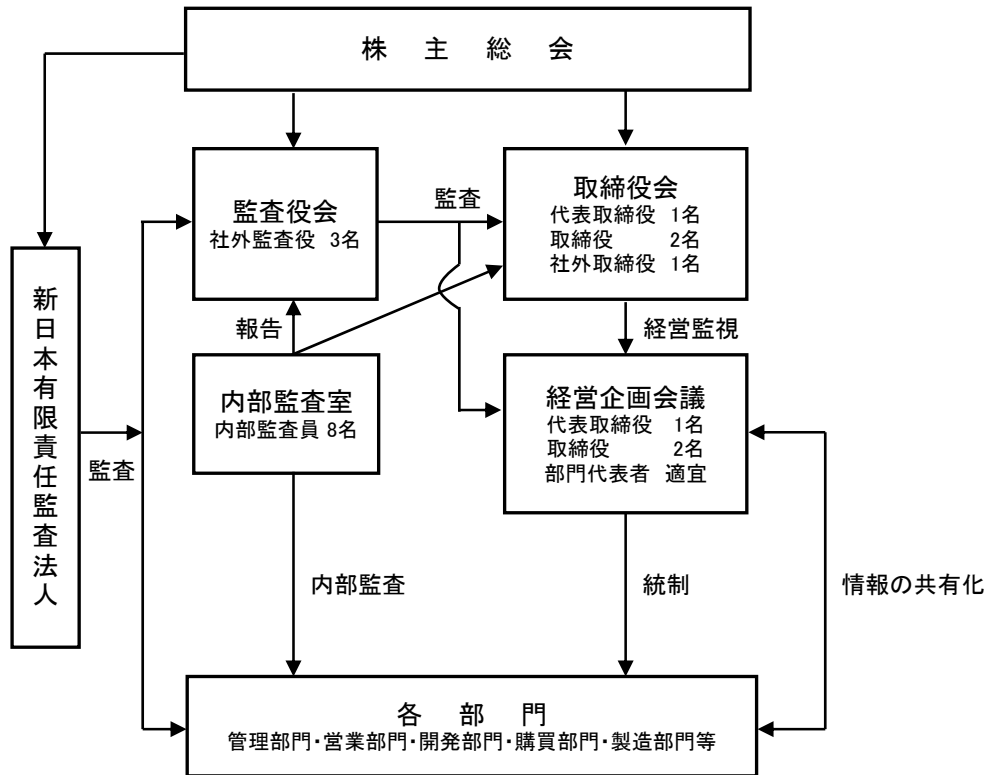 株 主 総 会
監査役会
社外監査役 3名
監査
取締役会
代表取締役 1名
取締役 2名
社外取締役 1名
新日本有限責任監査法人
監査
報告
経営監視
内部監査室
内部監査員 8名
経営企画会議
代表取締役 1名
取締役 2名
部門代表者 適宜
内部監査
統制
情報の共有化
各 部 門
管理部門・営業部門・開発部門・購買部門・製造部門等